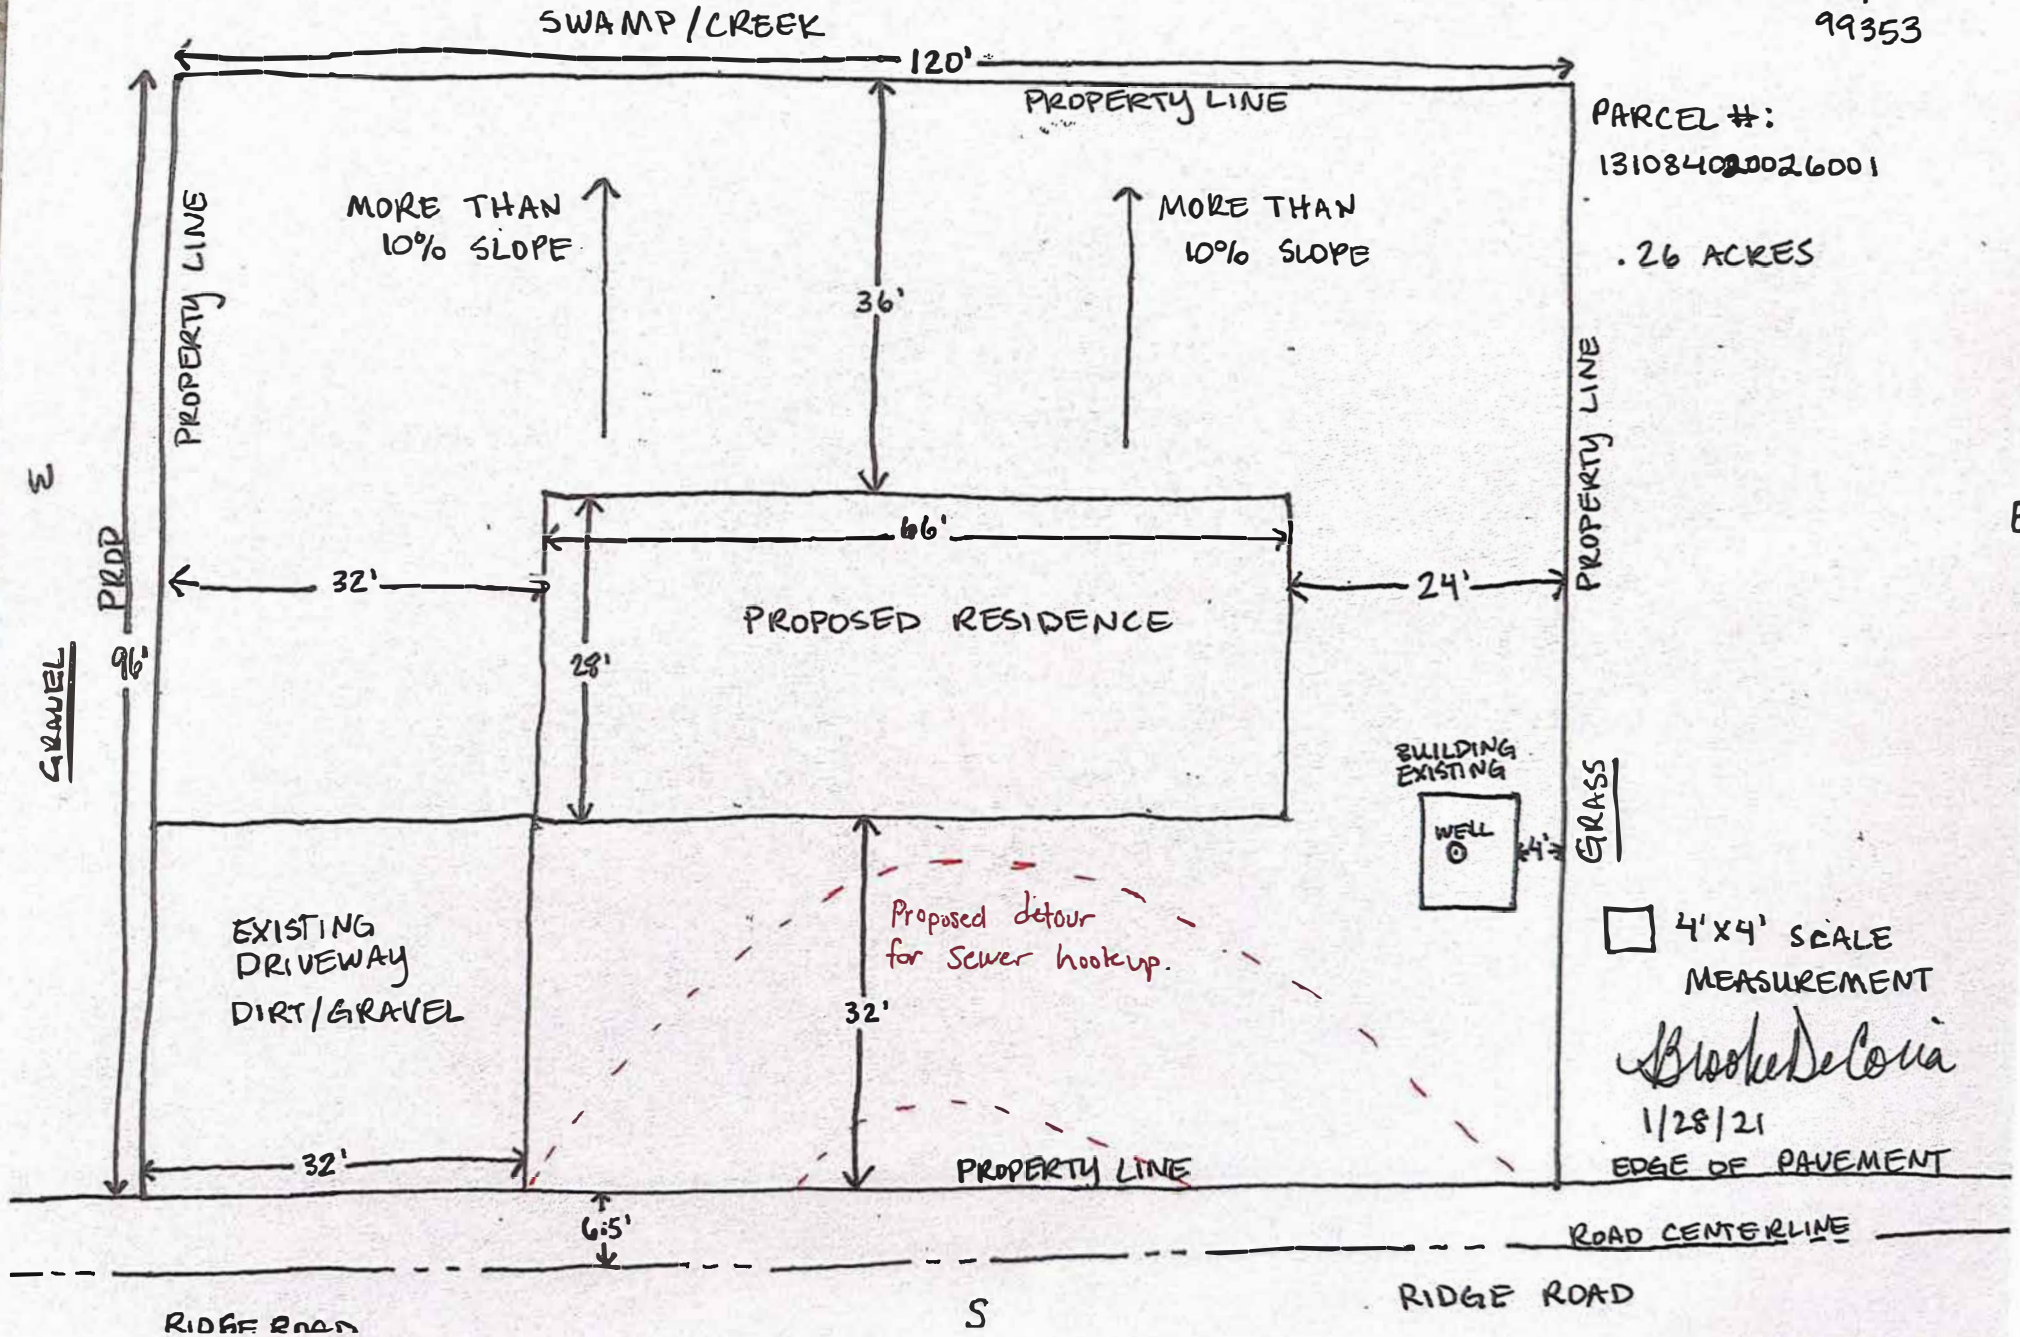 SWAMP/CREEK
99353
120'
PROPERTY LINE
PARCEL #:
131084020026001
.26 ACRES
MORE THAN
10% SLOPE
MORE THAN
10% SLOPE
36'
PROPERTY LINE
PROPERTY LINE
W
PROP
96'
GRAVEL
66'
32'
24'
PROPOSED RESIDENCE
28'
BUILDING
EXISTING
WELL
4'
GRASS
Proposed detour
for sewer hookup.
32'
EXISTING
DRIVEWAY
DIRT/GRAVEL
4'X4' SCALE
MEASUREMENT
Brooke DeCoria
1/28/21
32'
PROPERTY LINE
EDGE OF PAVEMENT
6.5'
ROAD CENTERLINE
RIDGE ROAD
S
RIDGE ROAD